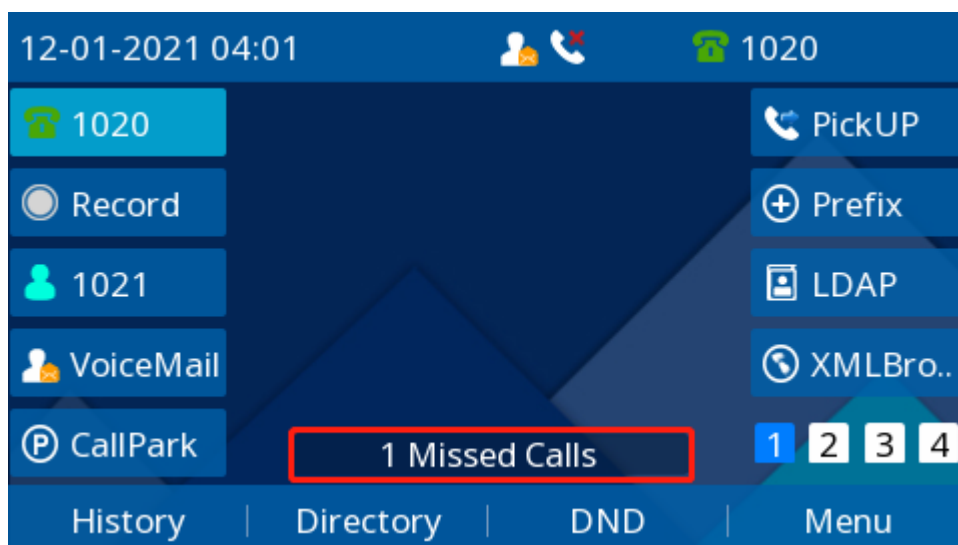 12-01-2021 04:01 1020
1020
Record
1021
VoiceMail
P CallPark
PickUP
Prefix
LDAP
XMLBro..
1 2 3 4
1 Missed Calls
History Directory DND Menu